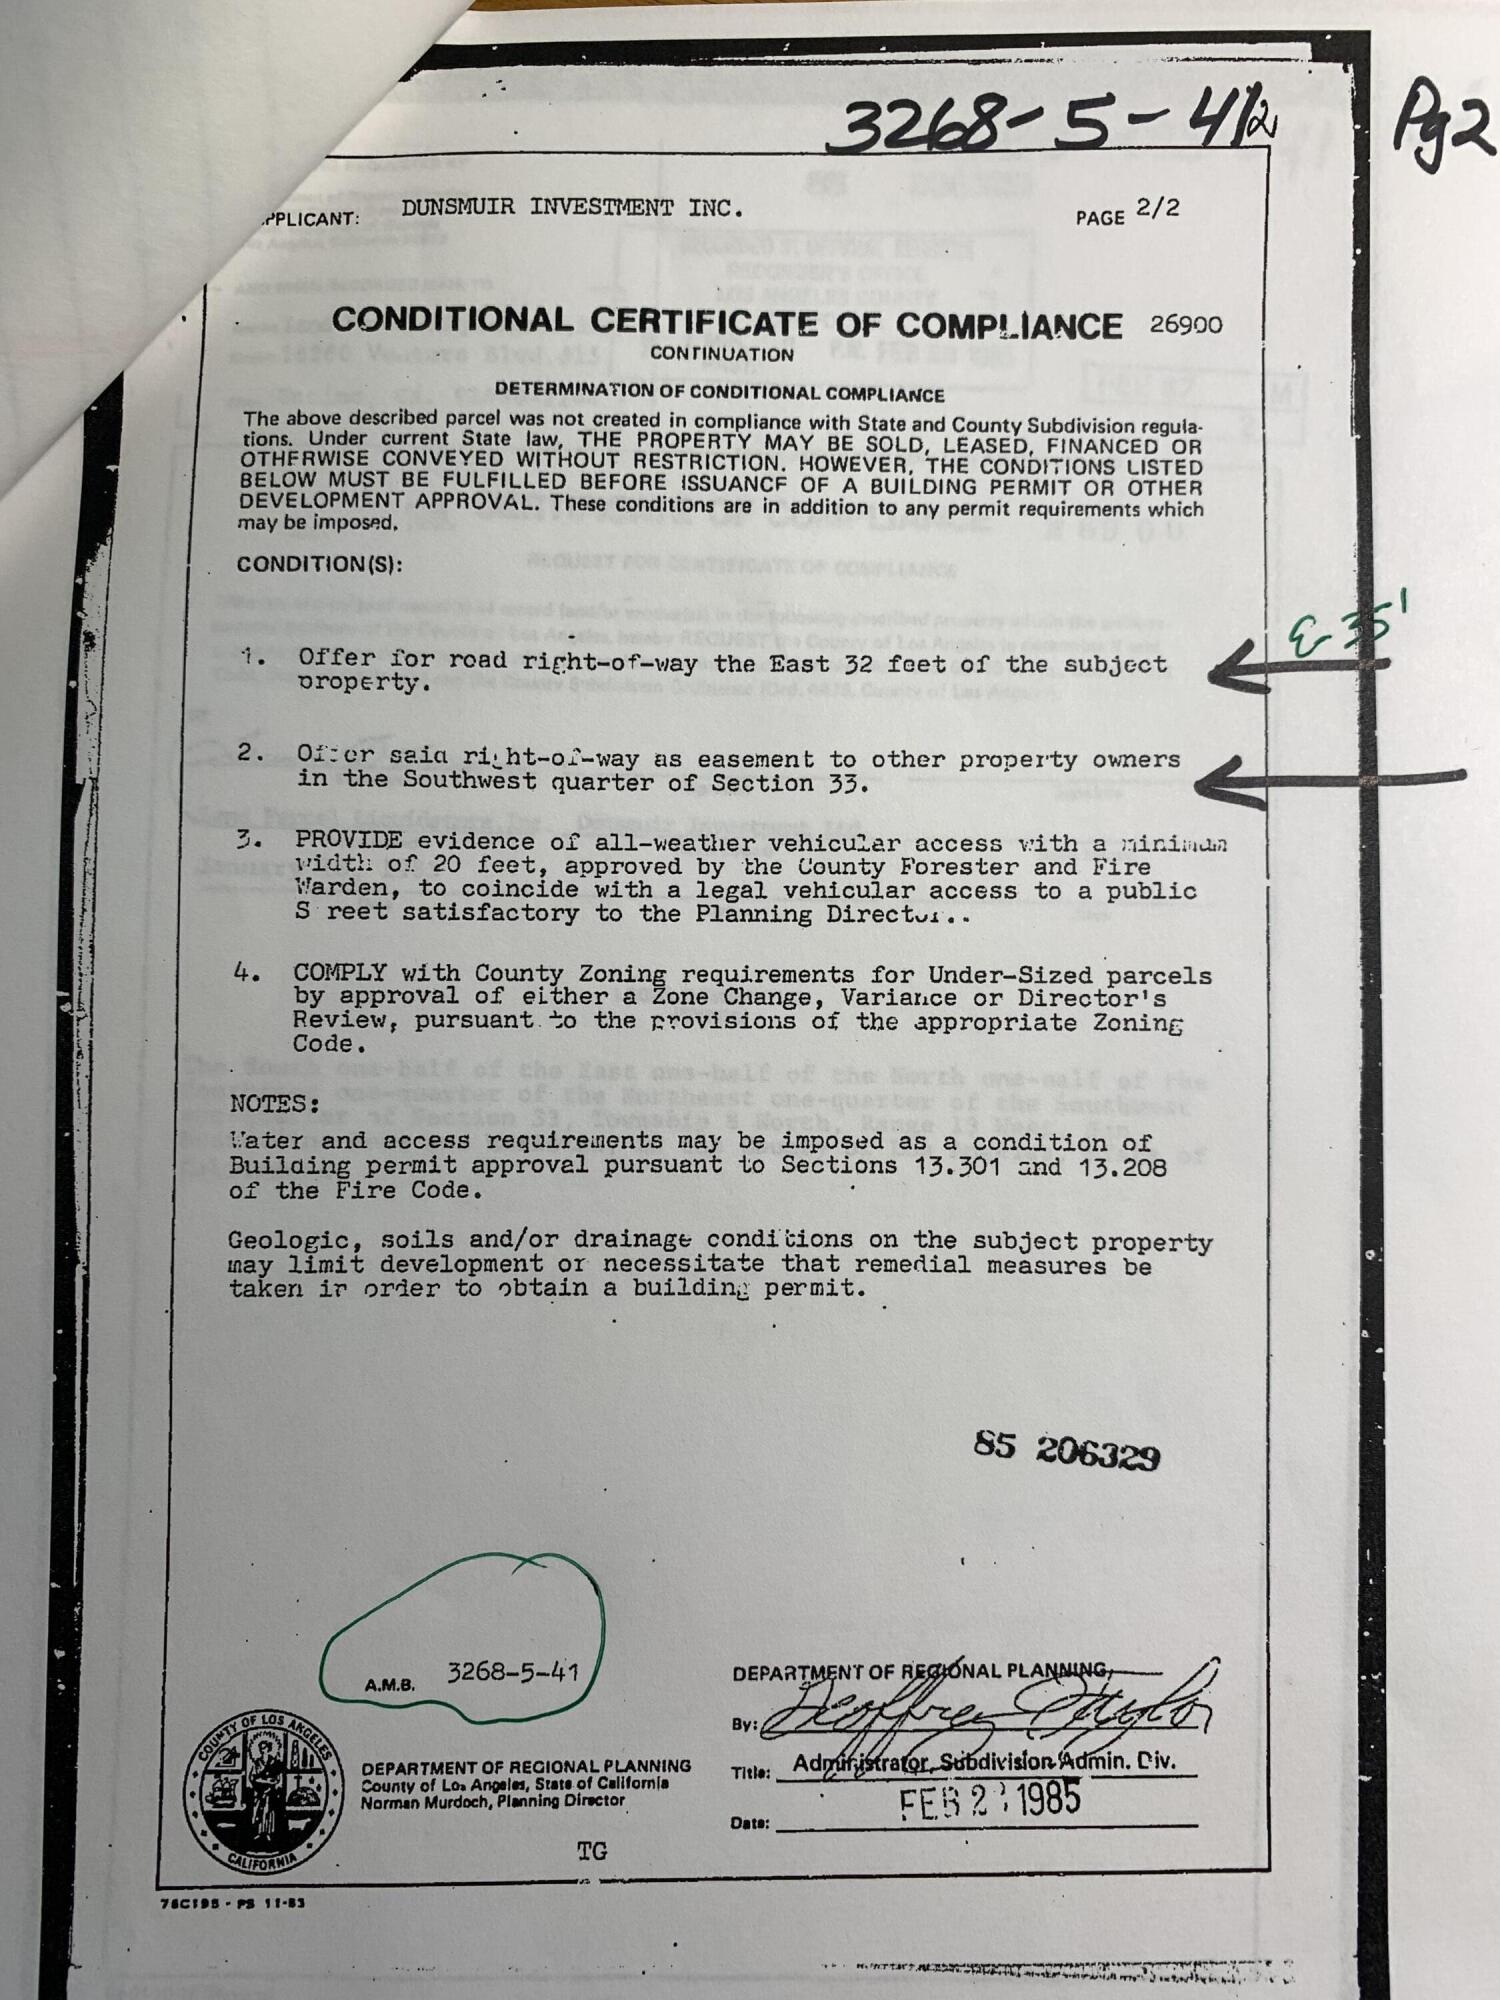 3268-5-41
Pg2
PPLICANT: DUNSMUIR INVESTMENT INC.
PAGE 2/2
CONDITIONAL CERTIFICATE OF COMPLIANCE 26900
CONTINUATION
DETERMINATION OF CONDITIONAL COMPLIANCE
The above described parcel was not created in compliance with State and County Subdivision regula-
tions. Under current State law, THE PROPERTY MAY BE SOLD, LEASED, FINANCED OR
OTHERWISE CONVEYED WITHOUT RESTRICTION. HOWEVER, THE CONDITIONS LISTED
BELOW MUST BE FULFILLED BEFORE ISSUANCE OF A BUILDING PERMIT OR OTHER
DEVELOPMENT APPROVAL. These conditions are in addition to any permit requirements which
may be imposed.
CONDITION(S):
E 35'
1. Offer for road right-of-way the East 32 feet of the subject
property.
2. Offer said right-of-way as easement to other property owners
in the Southwest quarter of Section 33.
3. PROVIDE evidence of all-weather vehicular access with a minimum
width of 20 feet, approved by the County Forester and Fire
Warden, to coincide with a legal vehicular access to a public
S reet satisfactory to the Planning Director..
4. COMPLY with County Zoning requirements for Under-Sized parcels
by approval of either a Zone Change, Variance or Director's
Review, pursuant to the provisions of the appropriate Zoning
Code.
NOTES:
Water and access requirements may be imposed as a condition of
Building permit approval pursuant to Sections 13.301 and 13.208
of the Fire Code.
Geologic, soils and/or drainage conditions on the subject property
may limit development or necessitate that remedial measures be
taken in order to obtain a building permit.
85 206329
A.M.B. 3268-5-41
DEPARTMENT OF REGIONAL PLANNING
By: Geoffrey Taylor
Title: Administrator, Subdivision Admin. Div.
Date: FEB 2 1985
COUNTY OF LOS ANGELES
CALIFORNIA
DEPARTMENT OF REGIONAL PLANNING
County of Los Angeles, State of California
Norman Murdoch, Planning Director
TG
76C195 - PS 11-83